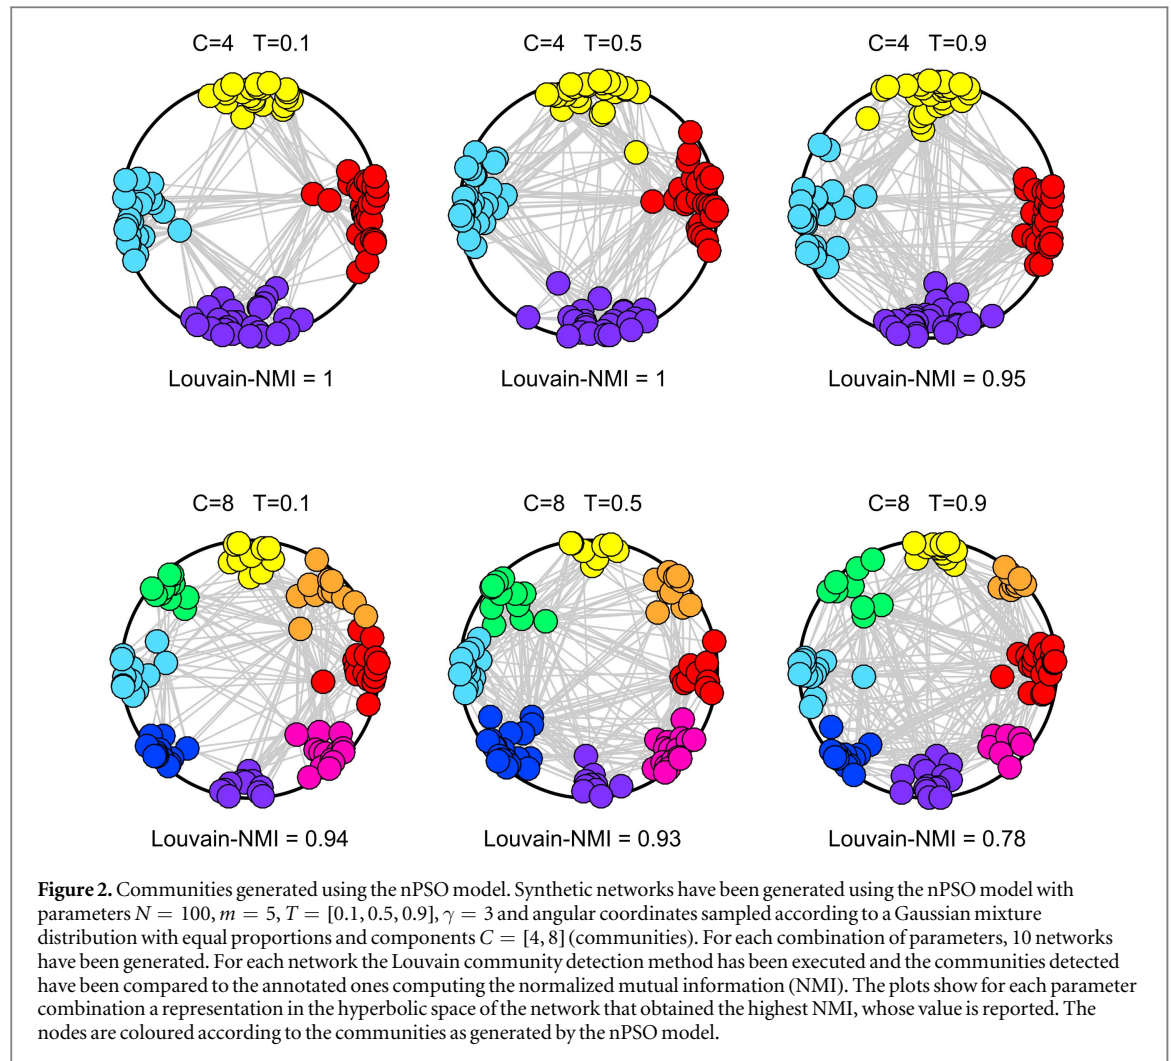 C=4   T=0.1
C=4   T=0.5
C=4   T=0.9
Louvain-NMI = 1
Louvain-NMI = 1
Louvain-NMI = 0.95
C=8   T=0.1
C=8   T=0.5
C=8   T=0.9
Louvain-NMI = 0.94
Louvain-NMI = 0.93
Louvain-NMI = 0.78
Figure 2. Communities generated using the nPSO model. Synthetic networks have been generated using the nPSO model with
parameters N = 100, m = 5, T = [0.1, 0.5, 0.9], γ = 3 and angular coordinates sampled according to a Gaussian mixture
distribution with equal proportions and components C = [4, 8] (communities). For each combination of parameters, 10 networks
have been generated. For each network the Louvain community detection method has been executed and the communities detected
have been compared to the annotated ones computing the normalized mutual information (NMI). The plots show for each parameter
combination a representation in the hyperbolic space of the network that obtained the highest NMI, whose value is reported. The
nodes are coloured according to the communities as generated by the nPSO model.